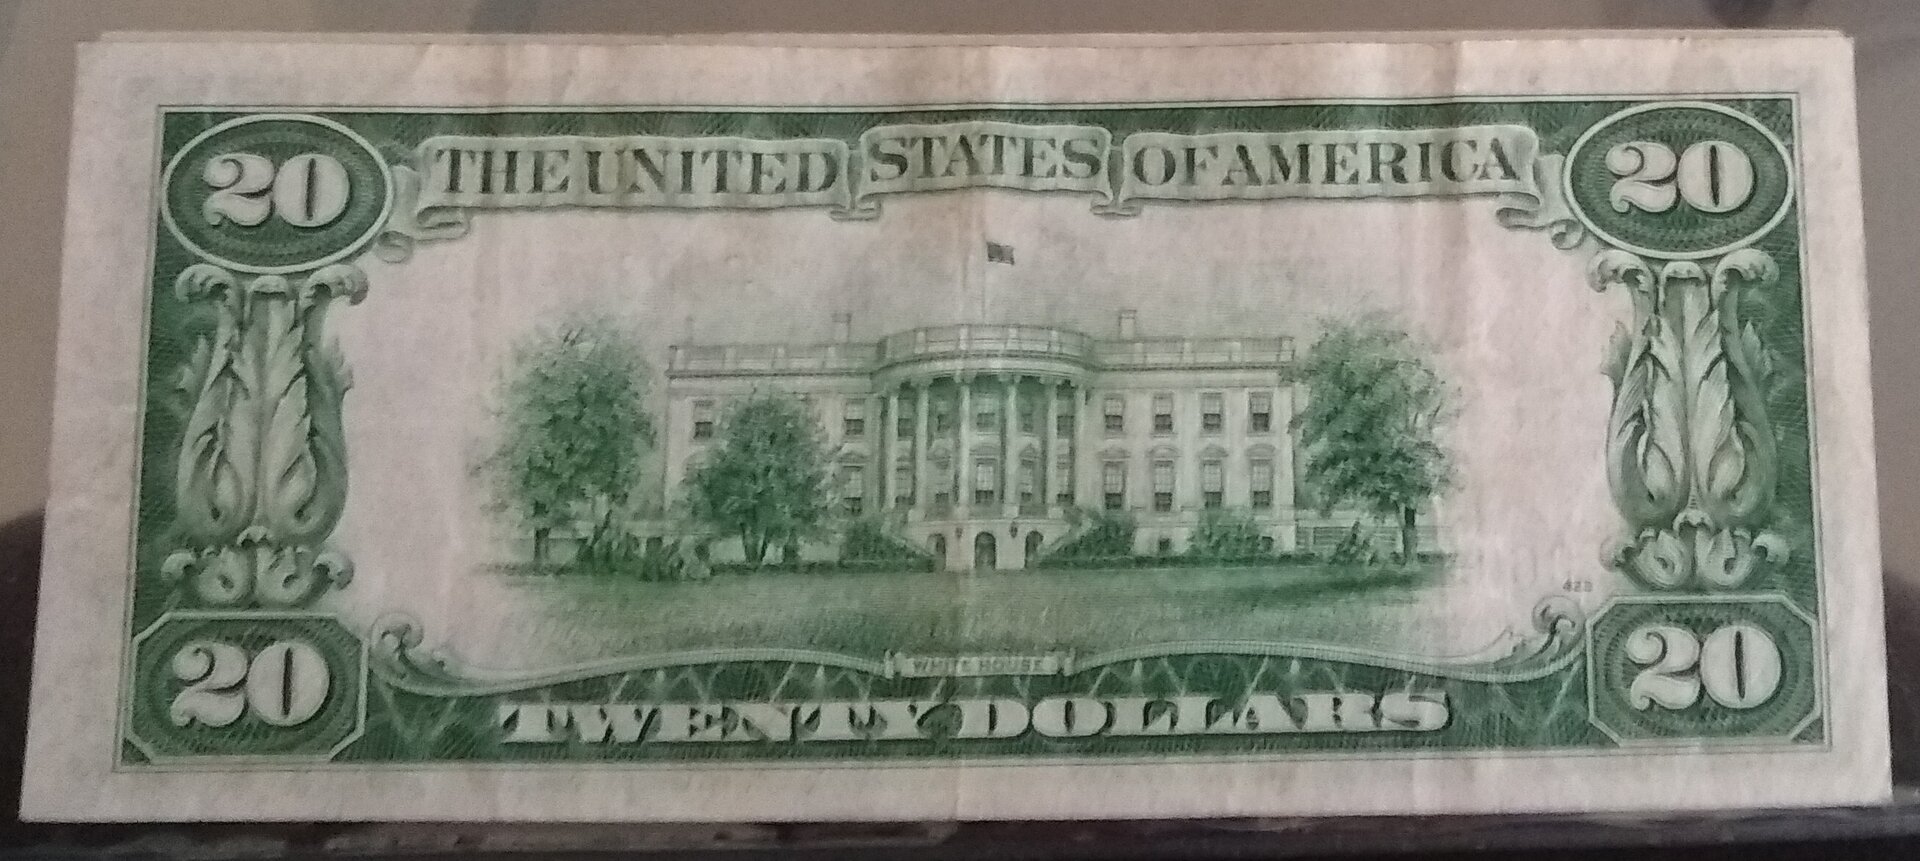 20 THE UNITED STATES OF AMERICA 20
WHITE HOUSE
20 TWENTY DOLLARS 20